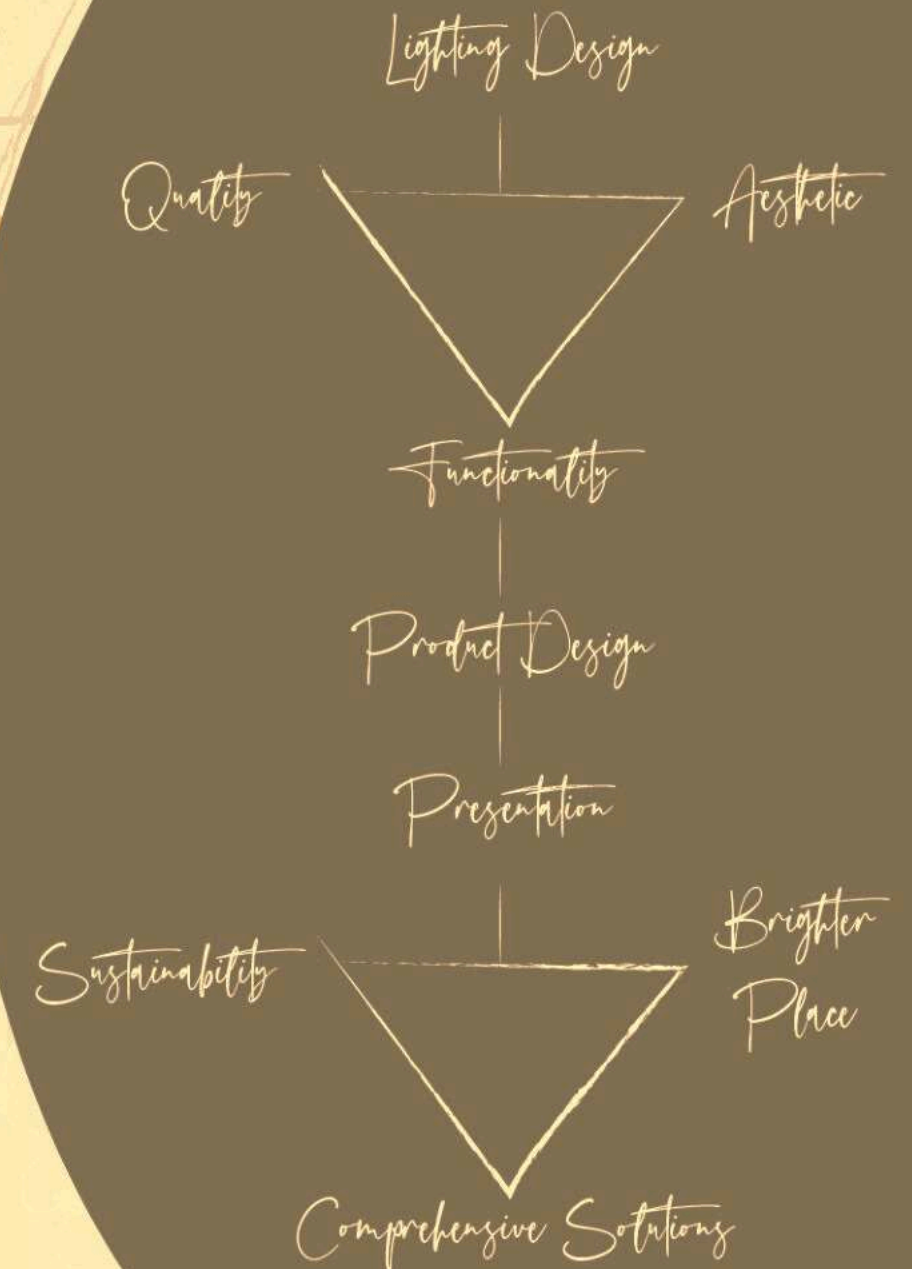 Lighting Design
Quality
Aesthetic
Functionality
Product Design
Presentation
Sustainability
Brighter
Place
Comprehensive Solutions